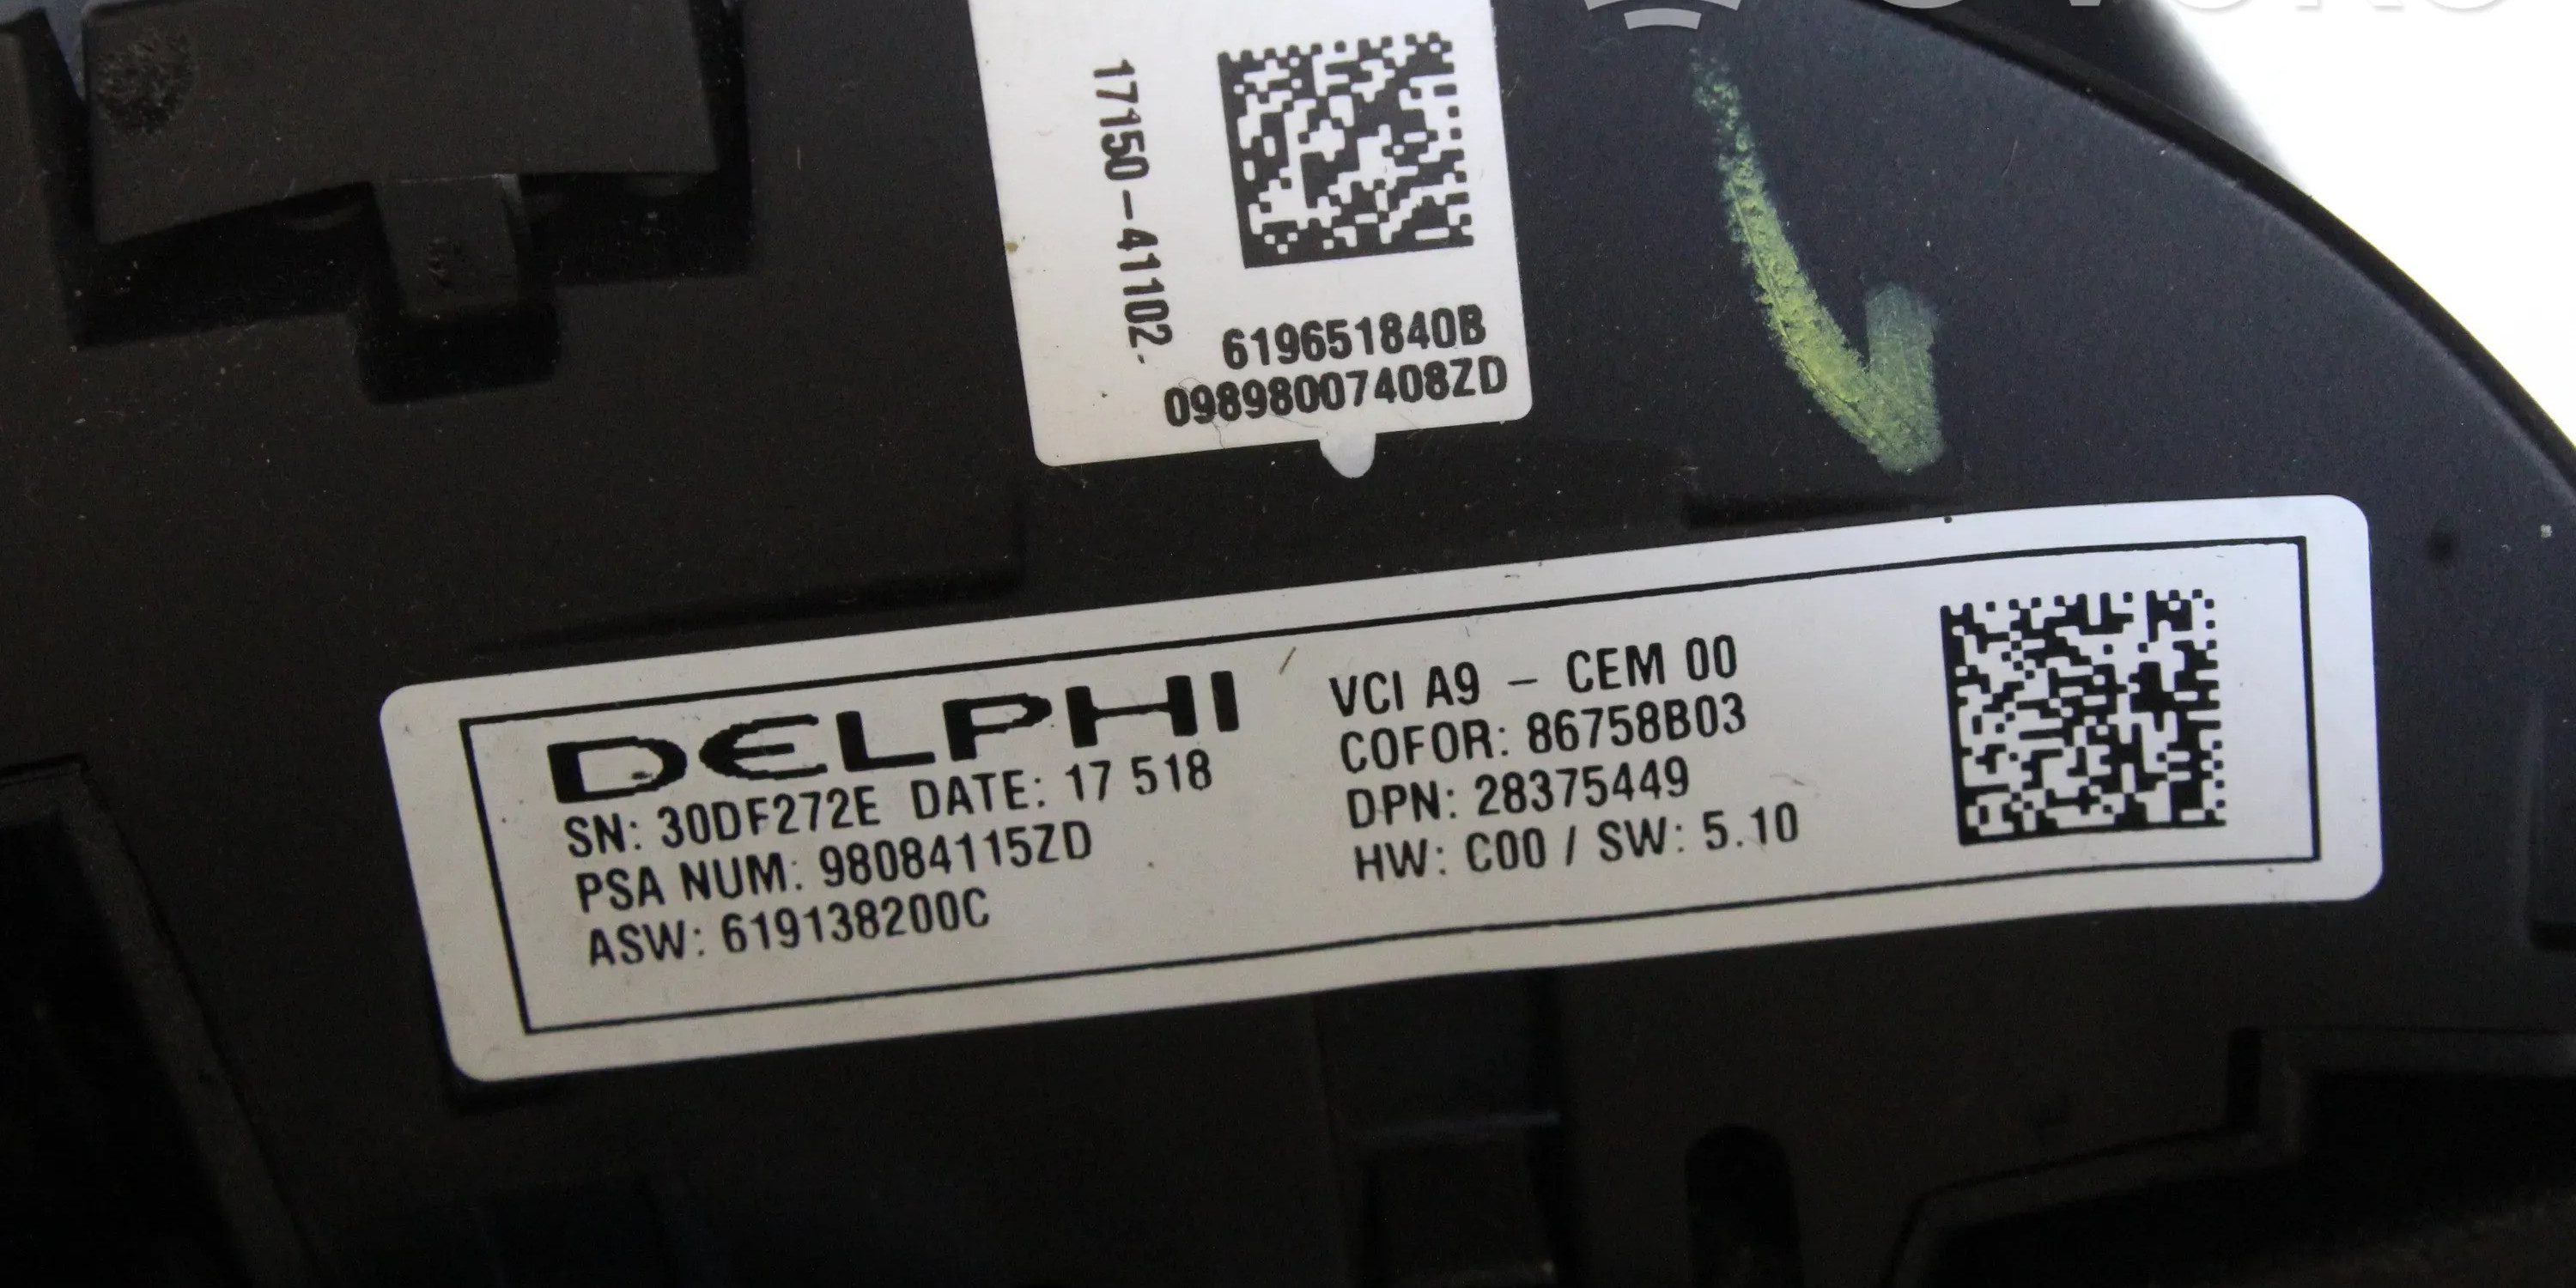 17150-41102
619651840B
09898007408ZD
DELPHI
SN: 30DF272E DATE: 17 518
PSA NUM: 98084115ZD
ASW: 619138200C
VCI A9 - CEM 00
COFOR: 86758B03
DPN: 28375449
HW: C00 / SW: 5.10